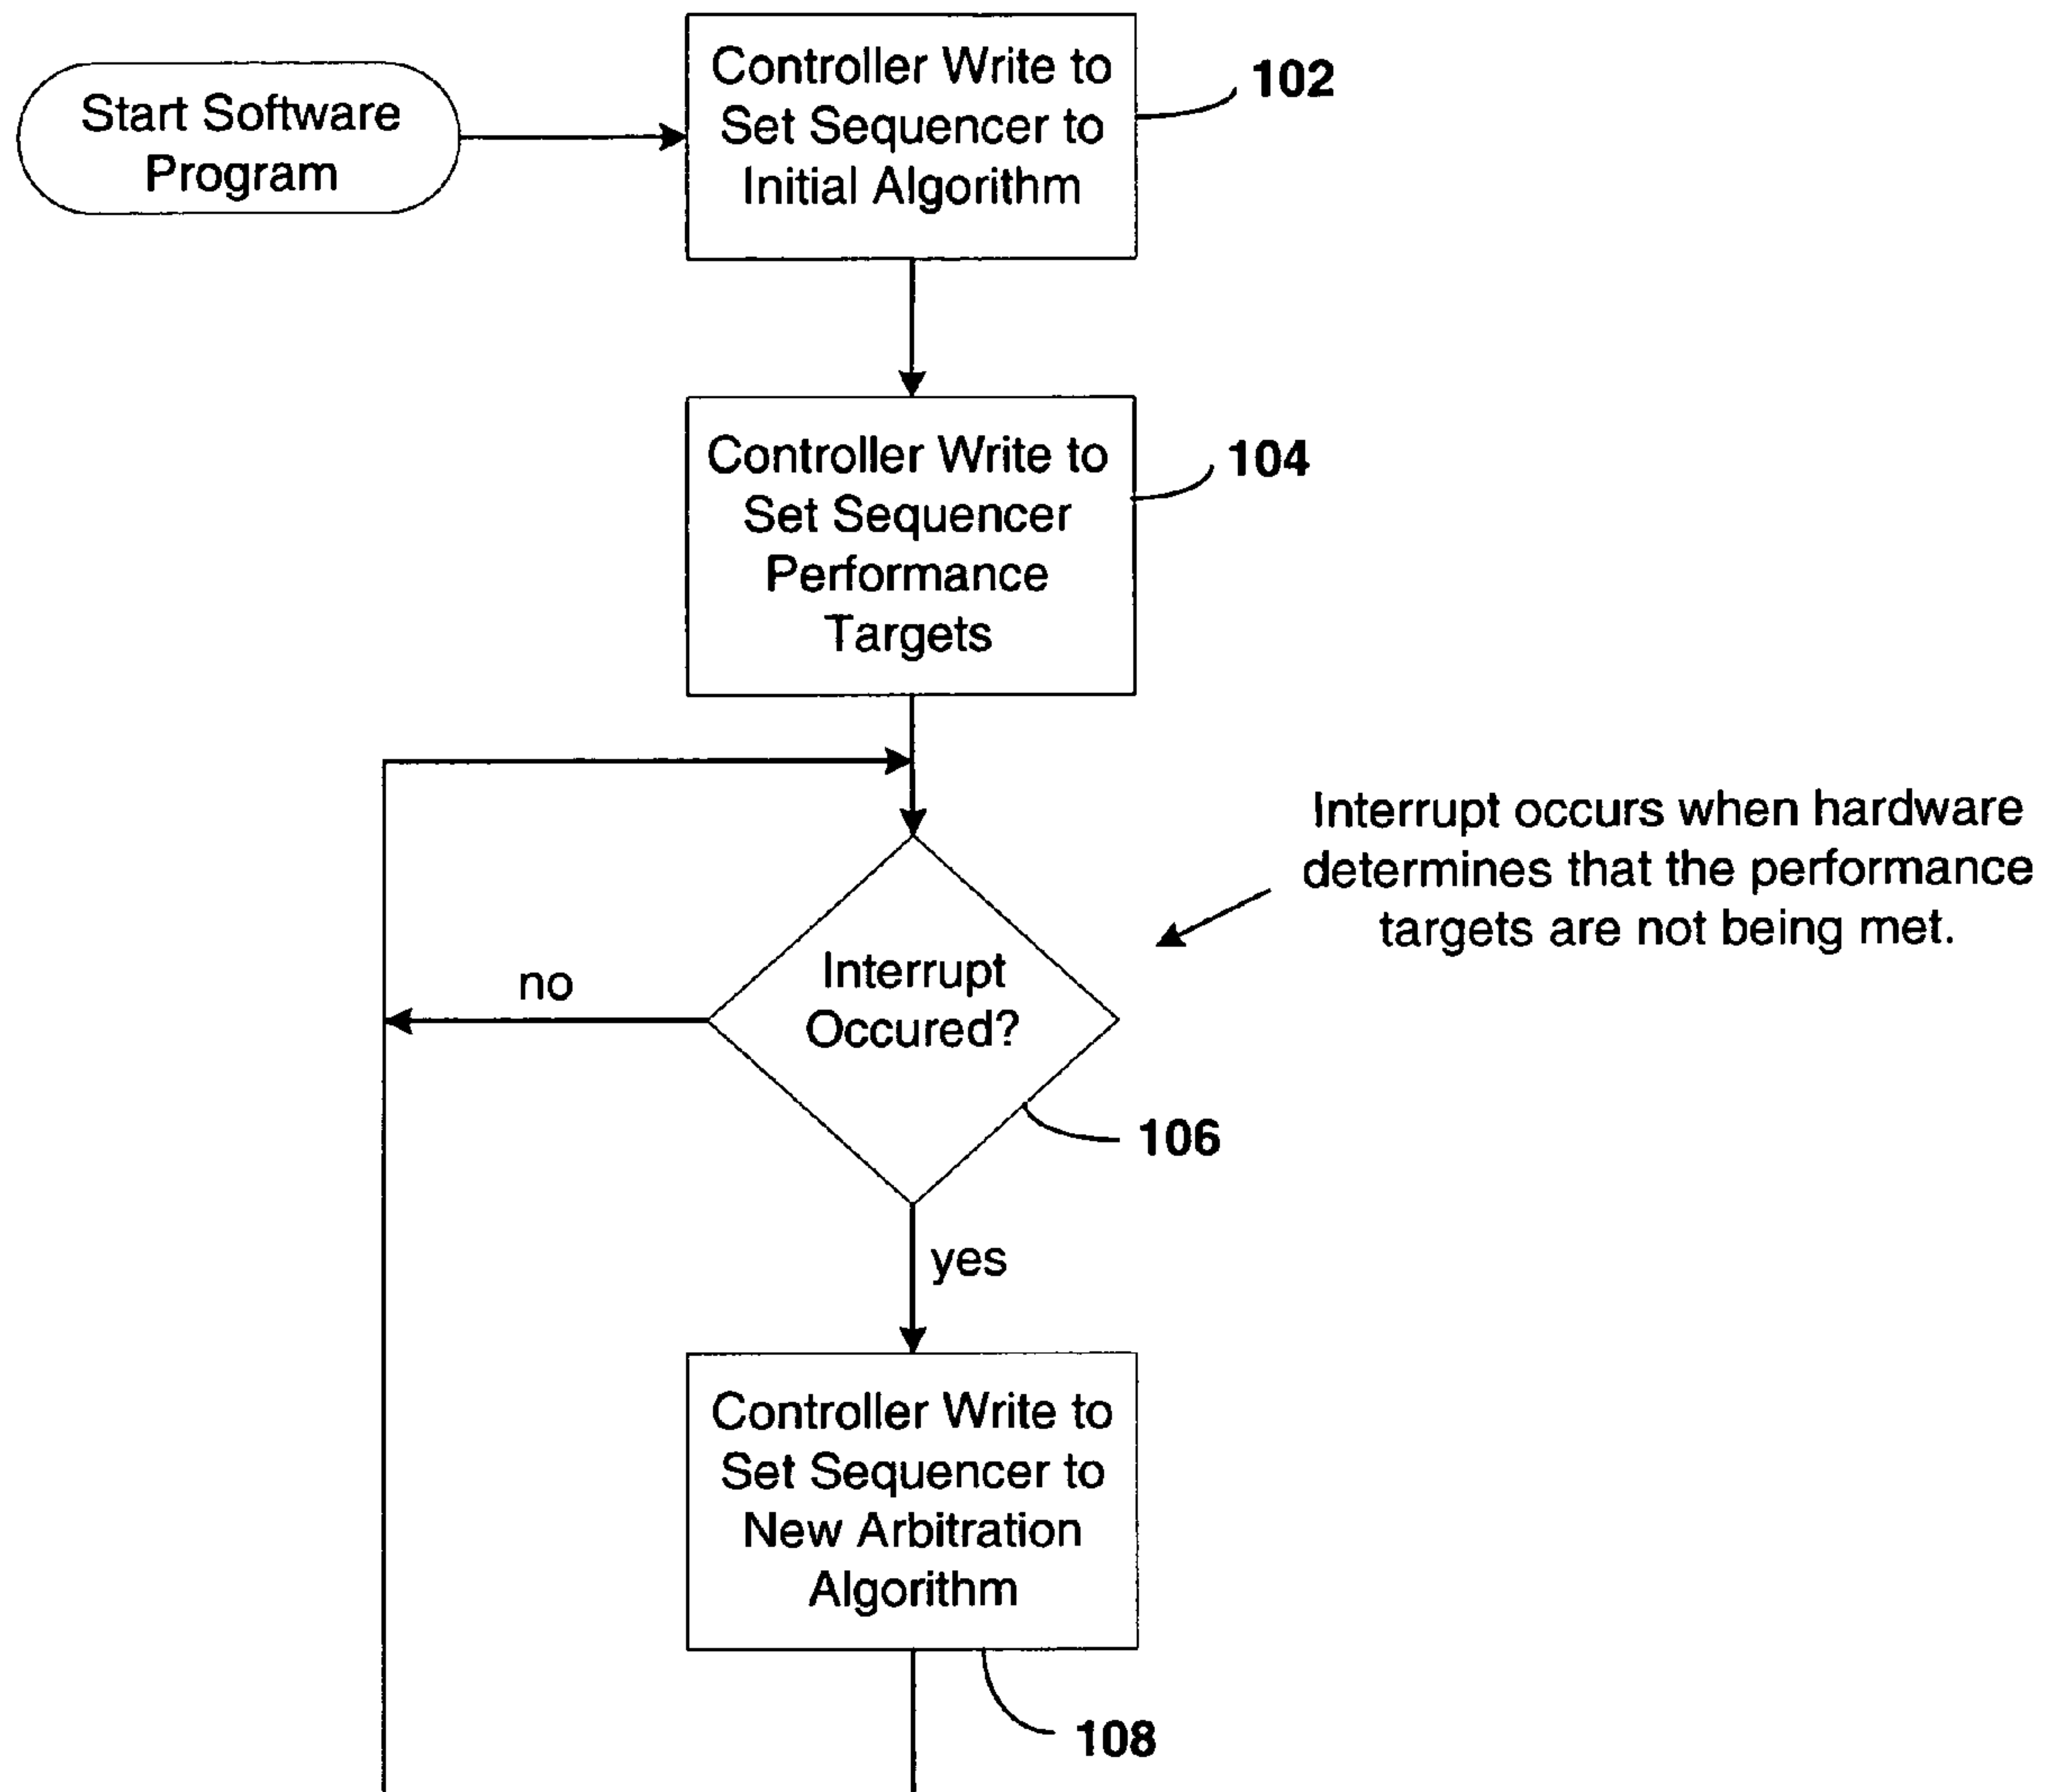 Start Software
Program
Controller Write to
Set Sequencer to
Initial Algorithm
102
Controller Write to
Set Sequencer
Performance
Targets
104
Interrupt occurs when hardware
determines that the performance
targets are not being met.
no
Interrupt
Occured?
106
yes
Controller Write to
Set Sequencer to
New Arbitration
Algorithm
108